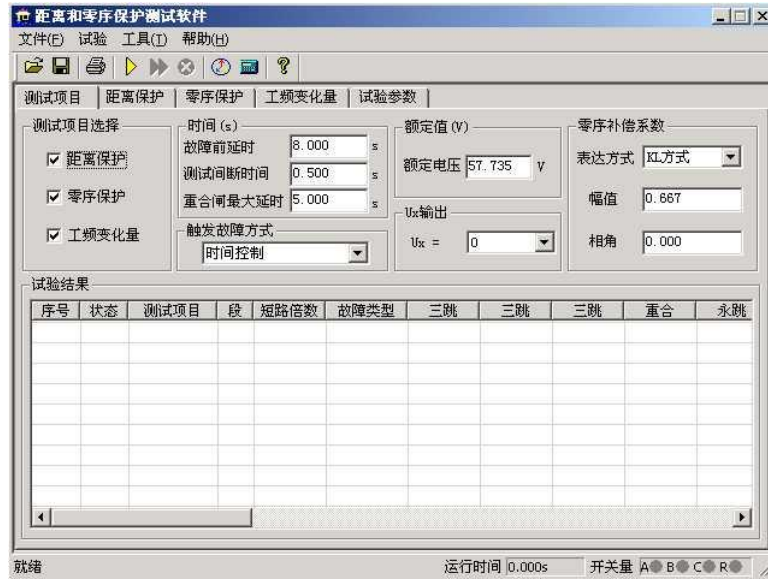 距离和零序保护测试软件
文件(F) 试验 工具(T) 帮助(H)
测试项目 距离保护 零序保护 工频变化量 试验参数
测试项目选择
距离保护
零序保护
工频变化量
时间(s)
故障前延时 8.000 s
测试间断时间 0.500 s
重合闸最大延时 5.000 s
触发故障方式
时间控制
额定值(V)
额定电压 57.735 V
Ux输出
Ux = 0
零序补偿系数
表达方式 KL方式
幅值 0.667
相角 0.000
试验结果
序号 状态 测试项目 段 短路倍数 故障类型 三跳 三跳 三跳 重合 永跳
就绪 运行时间 0.000s 开关量 A B C R